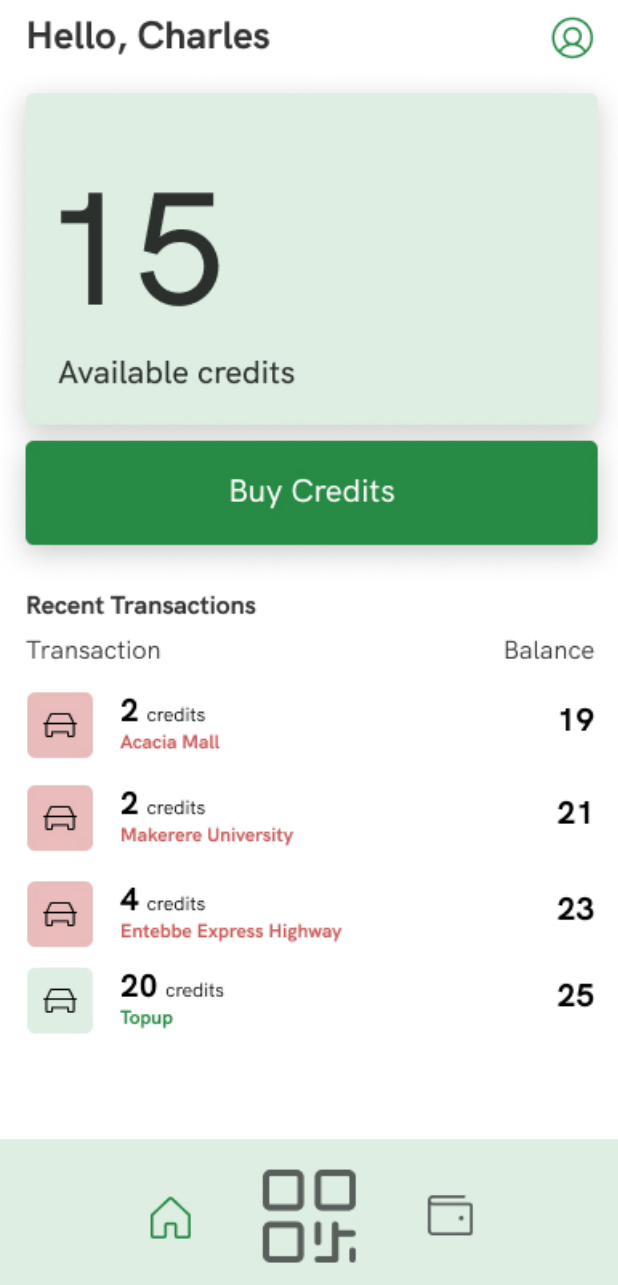 Hello, Charles
15
Available credits
Buy Credits
Recent Transactions
Transaction Balance
2 credits 19
Acacia Mall
2 credits 21
Makerere University
4 credits 23
Entebbe Express Highway
20 credits 25
Topup